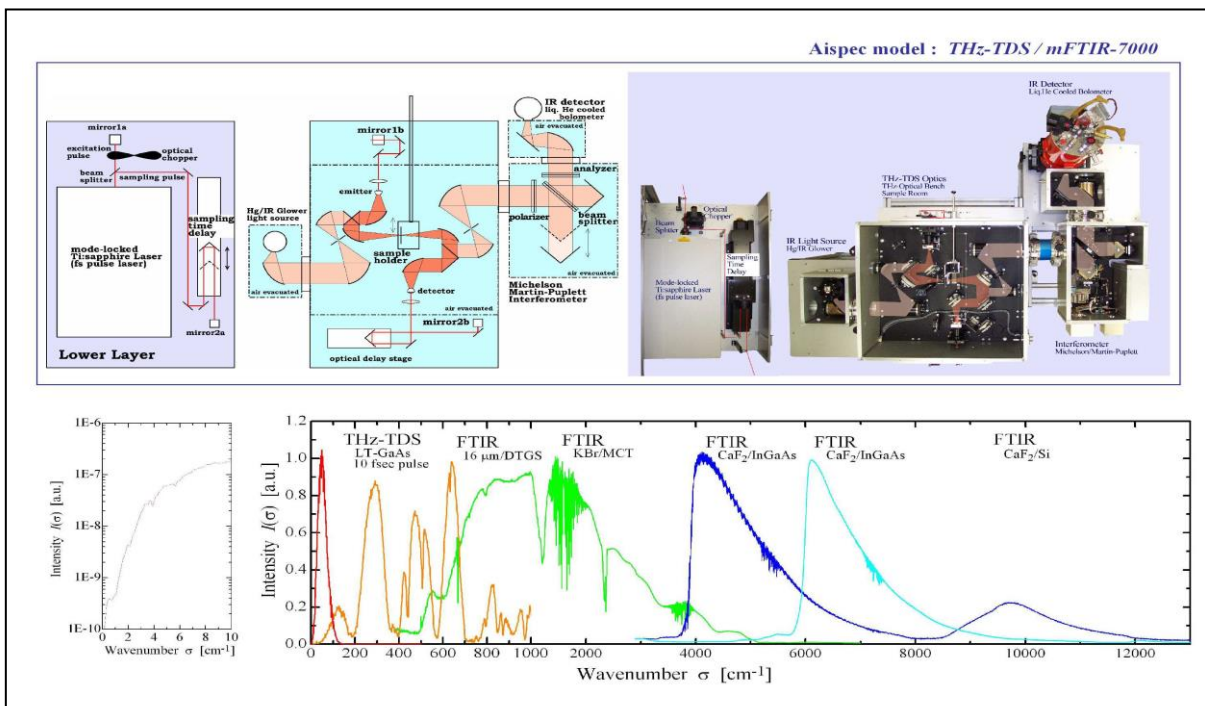 Aispec model : THz-TDS / mFTIR-7000
mirror1a
excitation
pulse
optical
chopper
beam
splitter
sampling pulse
sampling
time
delay
mode-locked
Ti:sapphire Laser
(fs pulse laser)
mirror2a
Lower Layer
IR detector
liq. He cooled
bolometer
air evacuated
mirror1b
emitter
analyzer
Hg/IR Glower
light source
polarizer
beam
splitter
sample
holder
air evacuated
detector
air evacuated
air evacuated
Michelson
Martin-Puplett
Interferometer
mirror2b
optical delay stage
IR Detector
Liq.He Cooled Bolometer
THz-TDS Optics
THz Optical Bench
Sample Room
Optical
Chopper
Beam
Splitter
IR Light Source
Hg/IR Glower
Sampling
Time
Delay
Mode-locked
Ti:sapphire Laser
(fs pulse laser)
Interferometer
Michelson/Martin-Puplett
Intensity I(σ) [a.u.]
1E-6
1E-7
1E-8
1E-9
1E-10
0 2 4 6 8 10
Wavenumber σ [cm-1]
Intensity I(σ) [a.u.]
1.2
1.0
0.8
0.6
0.4
0.2
0.0
THz-TDS
LT-GaAs
10 fsec pulse
FTIR
16 μm/DTGS
FTIR
KBr/MCT
FTIR
CaF2/InGaAs
FTIR
CaF2/InGaAs
FTIR
CaF2/Si
0 200 400 600 800 1000 2000 4000 6000 8000 10000 12000
Wavenumber σ [cm-1]